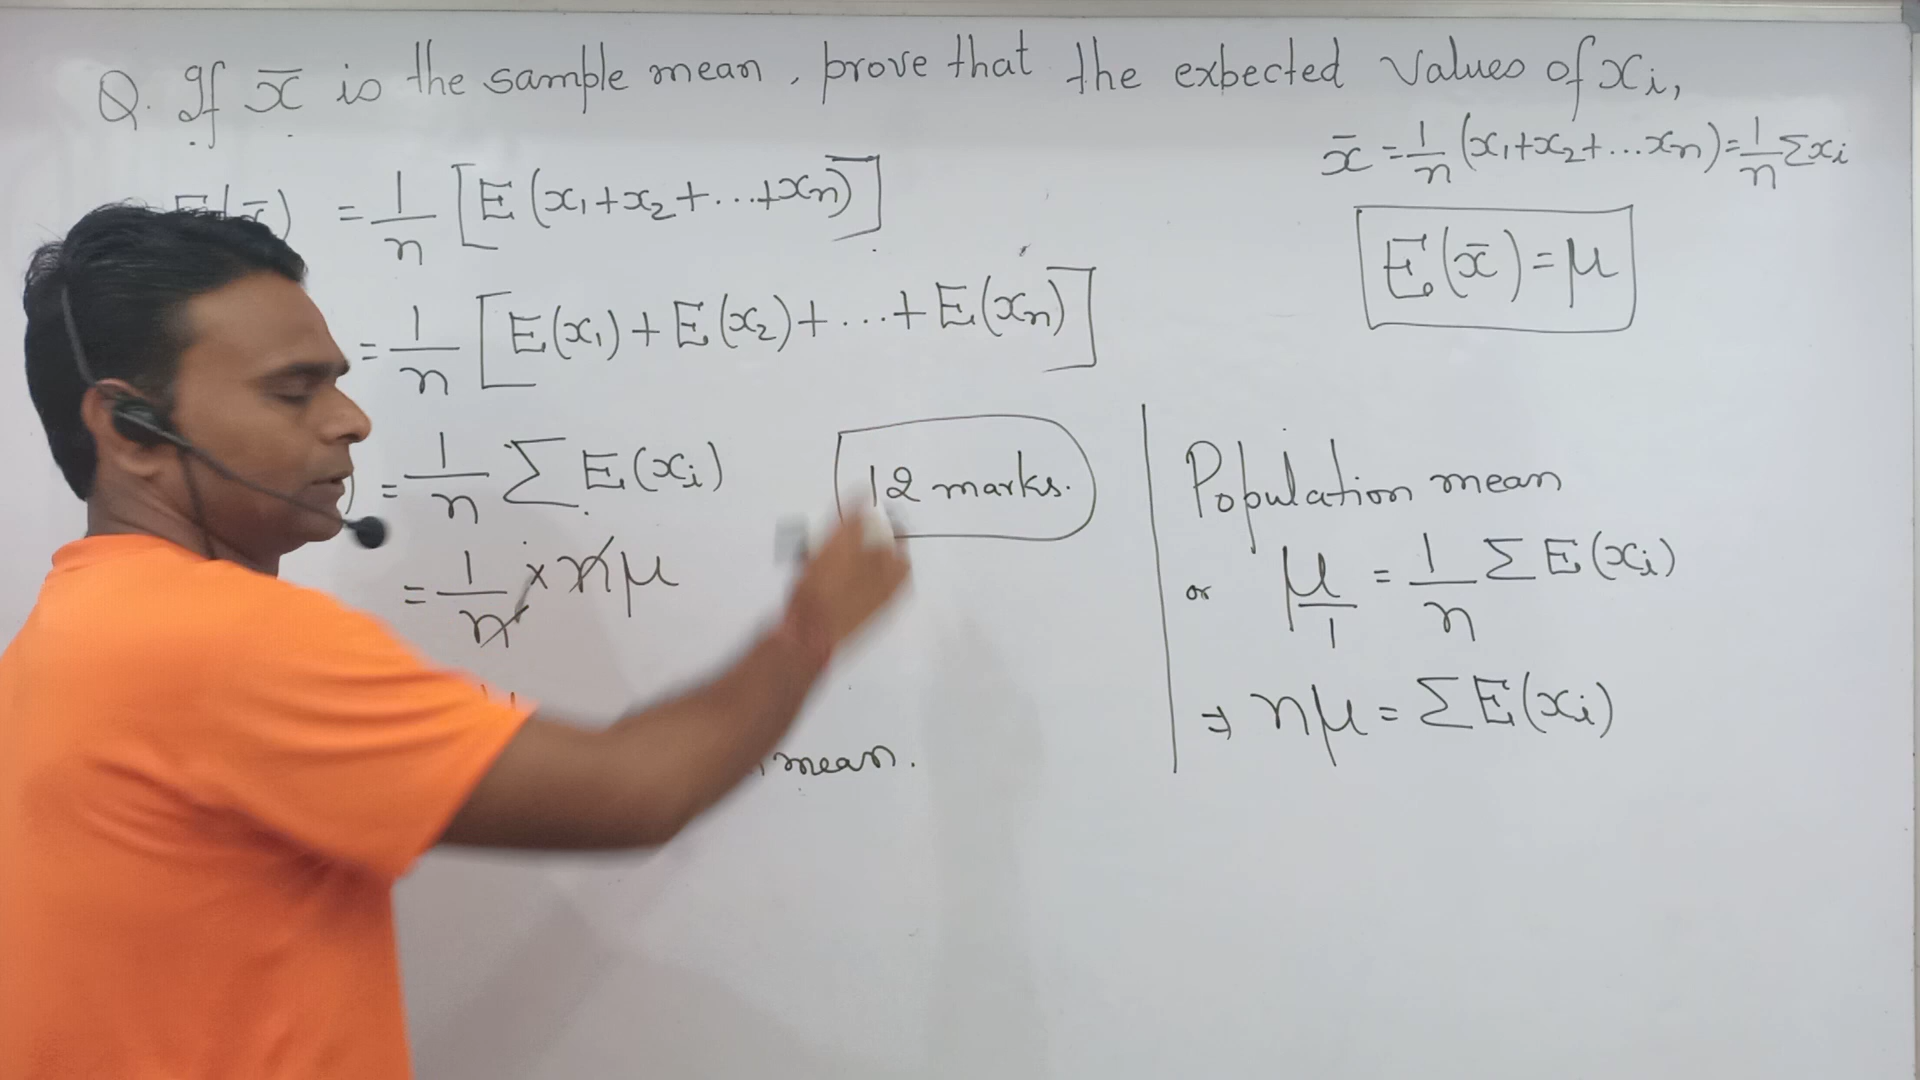 Q. If x̄ is the sample mean, prove that the expected values of xᵢ,
x̄ = 1/n (x₁+x₂+...xₙ) = 1/n Σxᵢ
E(x̄) = 1/n [E(x₁+x₂+...+xₙ)]
E(x̄) = μ
= 1/n [E(x₁)+E(x₂)+...+E(xₙ)]
) = 1/n Σ E(xᵢ)
12 marks.
= 1/n × nμ
mean.
Population mean
or μ/1 = 1/n Σ E(xᵢ)
⇒ nμ = Σ E(xᵢ)